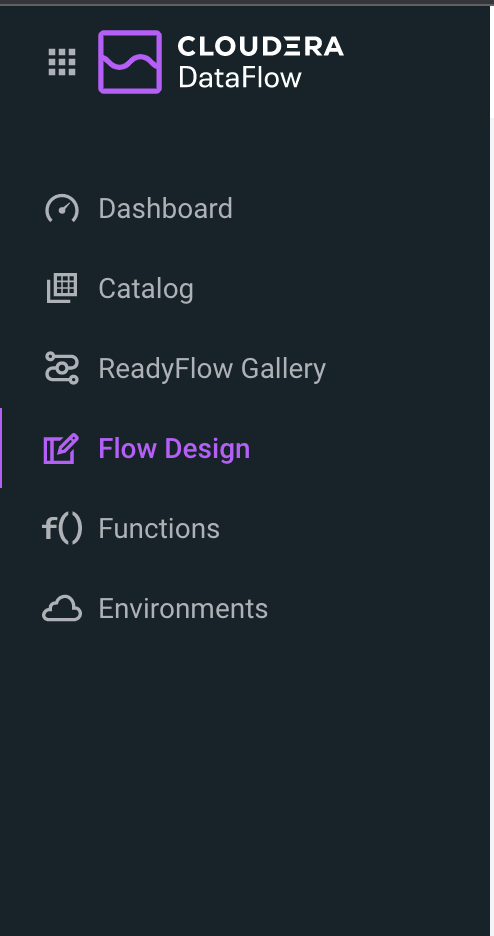 CLOUDERA
DataFlow
Dashboard
Catalog
ReadyFlow Gallery
Flow Design
f() Functions
Environments